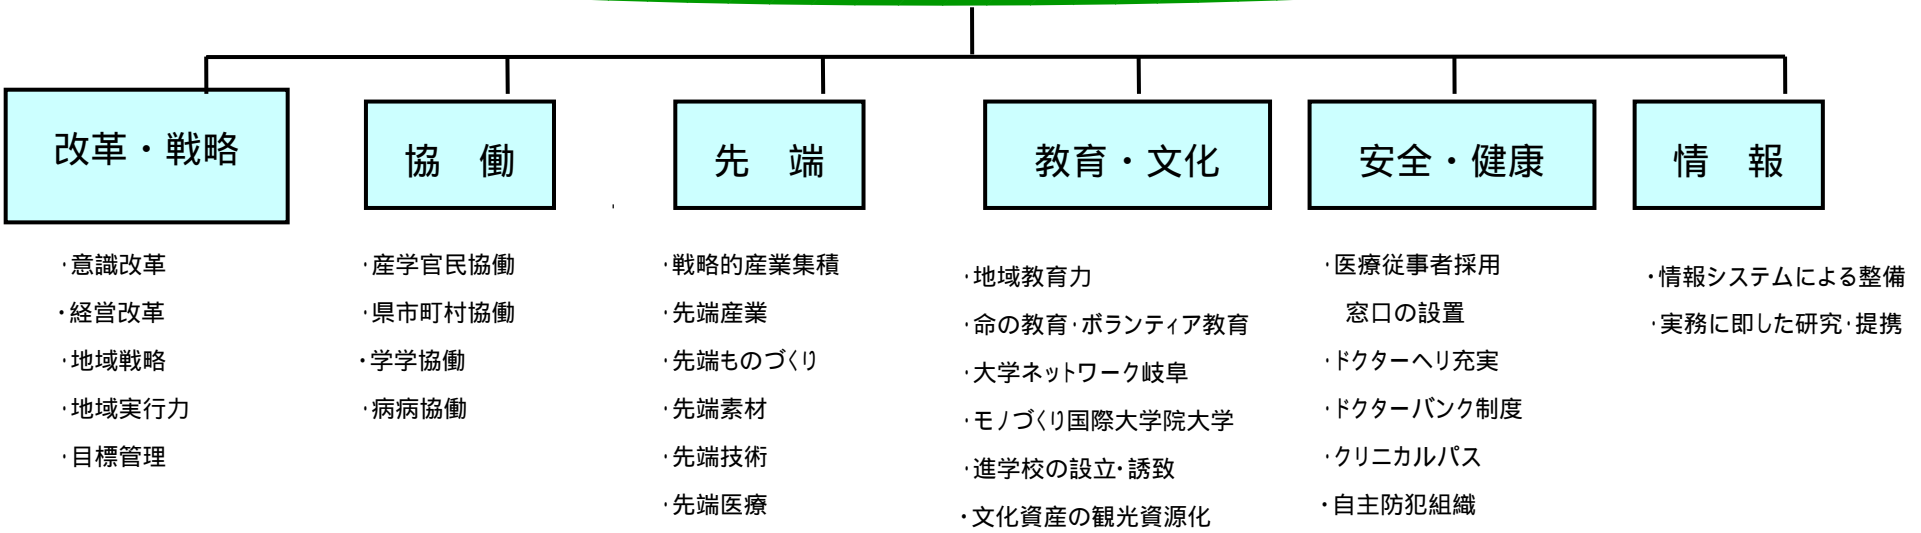 改革・戦略
・意識改革
・経営改革
・地域戦略
・地域実行力
・目標管理
協　働
・産学官民協働
・県市町村協働
・学学協働
・病病協働
先　端
・戦略的産業集積
・先端産業
・先端ものづくり
・先端素材
・先端技術
・先端医療
教育・文化
・地域教育力
・命の教育・ボランティア教育
・大学ネットワーク岐阜
・モノづくり国際大学院大学
・進学校の設立・誘致
・文化資産の観光資源化
安全・健康
・医療従事者採用
窓口の設置
・ドクターヘリ充実
・ドクターバンク制度
・クリニカルパス
・自主防犯組織
情　報
・情報システムによる整備
・実務に即した研究・提携